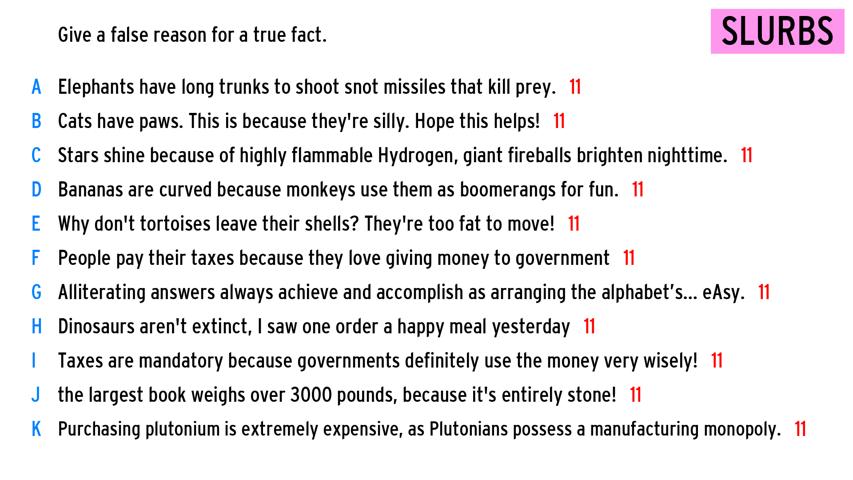 Give a false reason for a true fact.
SLURBS
A Elephants have long trunks to shoot snot missiles that kill prey. 11
B Cats have paws. This is because they're silly. Hope this helps! 11
C Stars shine because of highly flammable Hydrogen, giant fireballs brighten nighttime. 11
D Bananas are curved because monkeys use them as boomerangs for fun. 11
E Why don't tortoises leave their shells? They're too fat to move! 11
F People pay their taxes because they love giving money to government 11
G Alliterating answers always achieve and accomplish as arranging the alphabet’s... eAsy. 11
H Dinosaurs aren't extinct, I saw one order a happy meal yesterday 11
I Taxes are mandatory because governments definitely use the money very wisely! 11
J the largest book weighs over 3000 pounds, because it's entirely stone! 11
K Purchasing plutonium is extremely expensive, as Plutonians possess a manufacturing monopoly. 11